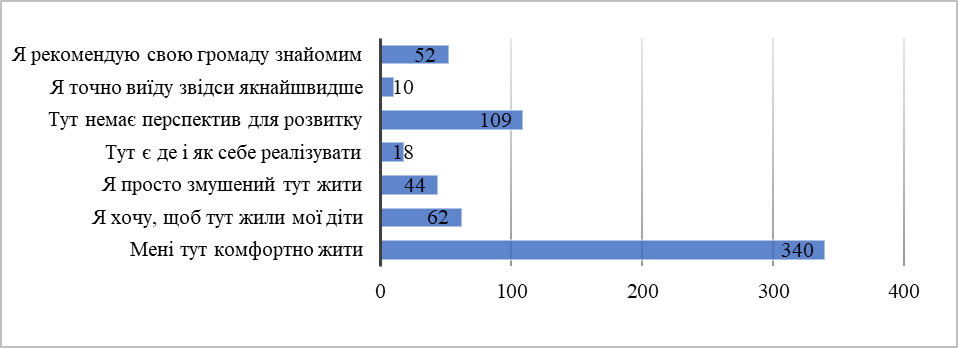 Я рекомендую свою громаду знайомим 52
Я точно виїду звідси якнайшвидше 10
Тут немає перспектив для розвитку 109
Тут є де і як себе реалізувати 18
Я просто змушений тут жити 44
Я хочу, щоб тут жили мої діти 62
Мені тут комфортно жити 340
0 100 200 300 400